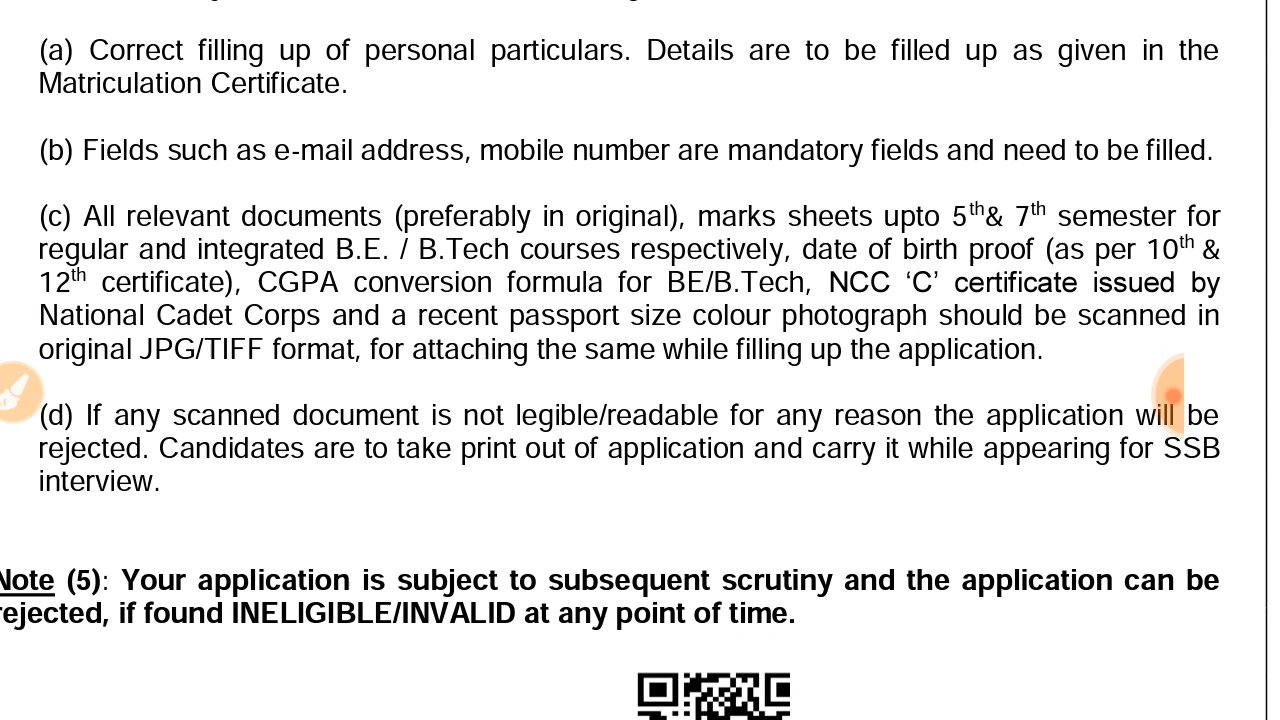 (a) Correct filling up of personal particulars. Details are to be filled up as given in the
Matriculation Certificate.
(b) Fields such as e-mail address, mobile number are mandatory fields and need to be filled.
(c) All relevant documents (preferably in original), marks sheets upto 5th& 7th semester for
regular and integrated B.E. / B.Tech courses respectively, date of birth proof (as per 10th &
12th certificate), CGPA conversion formula for BE/B.Tech, NCC ‘C’ certificate issued by
National Cadet Corps and a recent passport size colour photograph should be scanned in
original JPG/TIFF format, for attaching the same while filling up the application.
(d) If any scanned document is not legible/readable for any reason the application will be
rejected. Candidates are to take print out of application and carry it while appearing for SSB
interview.
Note (5): Your application is subject to subsequent scrutiny and the application can be
rejected, if found INELIGIBLE/INVALID at any point of time.